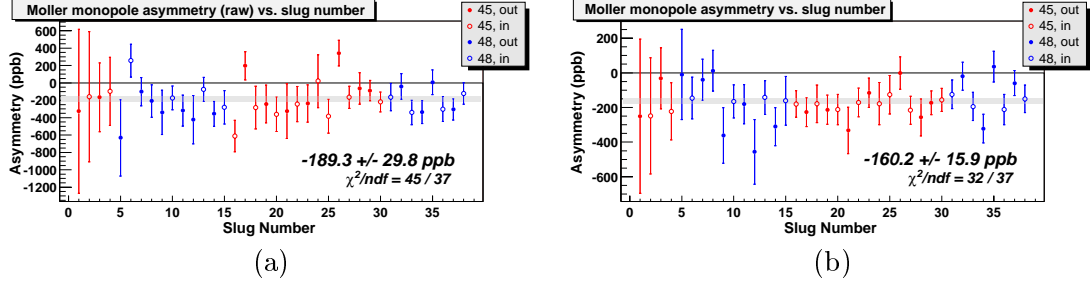 Moller monopole asymmetry (raw) vs. slug number
45, out
45, in
48, out
48, in
Asymmetry (ppb)
600
400
200
0
-200
-400
-600
-800
-1000
-1200
-189.3 +/- 29.8 ppb
χ²/ndf = 45 / 37
0 5 10 15 20 25 30 35
Slug Number
(a)
Moller monopole asymmetry vs. slug number
45, out
45, in
48, out
48, in
Asymmetry (ppb)
200
0
-200
-400
-600
-160.2 +/- 15.9 ppb
χ²/ndf = 32 / 37
0 5 10 15 20 25 30 35
Slug Number
(b)